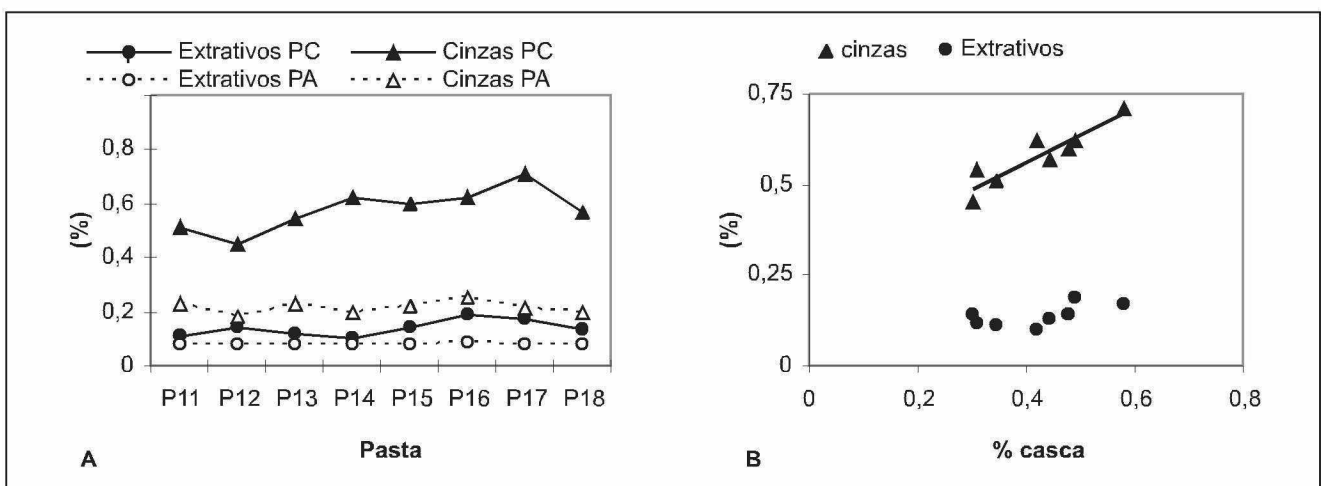 Extrativos PC Cinzas PC
Extrativos PA Cinzas PA
0,8
0,6
0,4
0,2
0
(%)
P11 P12 P13 P14 P15 P16 P17 P18
Pasta
A
cinzas Extrativos
0,75
0,5
0,25
0
(%)
0 0,2 0,4 0,6 0,8
% casca
B